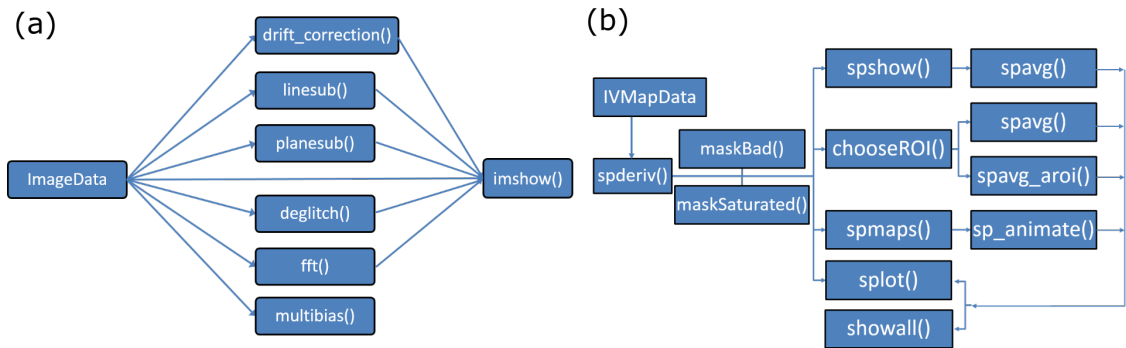 (a)
drift_correction()
linesub()
planesub()
ImageData
imshow()
deglitch()
fft()
multibias()
(b)
spshow()
spavg()
IVMapData
spavg()
maskBad()
chooseROI()
spderiv()
spavg_aroi()
maskSaturated()
spmaps()
sp_animate()
splot()
showall()